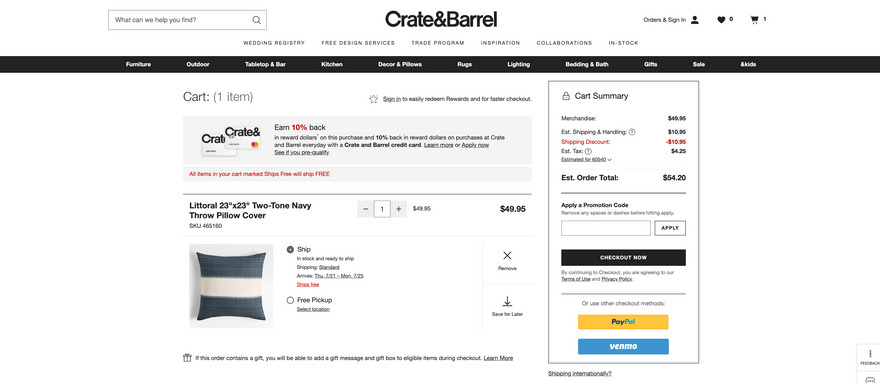 What can we help you find?
Crate&Barrel
Orders & Sign In
0
1
WEDDING REGISTRY FREE DESIGN SERVICES TRADE PROGRAM INSPIRATION COLLABORATIONS IN-STOCK
Furniture Outdoor Tabletop & Bar Kitchen Decor & Pillows Rugs Lighting Bedding & Bath Gifts Sale &kids
Cart: (1 item)
Sign in to easily redeem Rewards and for faster checkout.
Crate&
Earn 10% back
in reward dollars* on this purchase and 10% back in reward dollars on purchases at Crate
and Barrel everyday with a Crate and Barrel credit card. Learn more or Apply now
See if you pre-qualify
All items in your cart marked Ships Free will ship FREE
Littoral 23"x23" Two-Tone Navy
Throw Pillow Cover
SKU 465160
− 1 + $49.95
$49.95
Ship
In stock and ready to ship
Shipping: Standard
Arrives: Thu, 7/21 – Mon, 7/25
Ships free
Free Pickup
Select location
Remove
Save for Later
If this order contains a gift, you will be able to add a gift message and gift box to eligible items during checkout. Learn More
Cart Summary
Merchandise: $49.95
Est. Shipping & Handling: ? $10.95
Shipping Discount: -$10.95
Est. Tax: ? $4.25
Estimated for 60540
Est. Order Total: $54.20
Apply a Promotion Code
Remove any spaces or dashes before hitting apply.
APPLY
CHECKOUT NOW
By continuing to Checkout, you are agreeing to our
Terms of Use and Privacy Policy.
Or use other checkout methods:
PayPal
venmo
Shipping internationally?
FEEDBACK